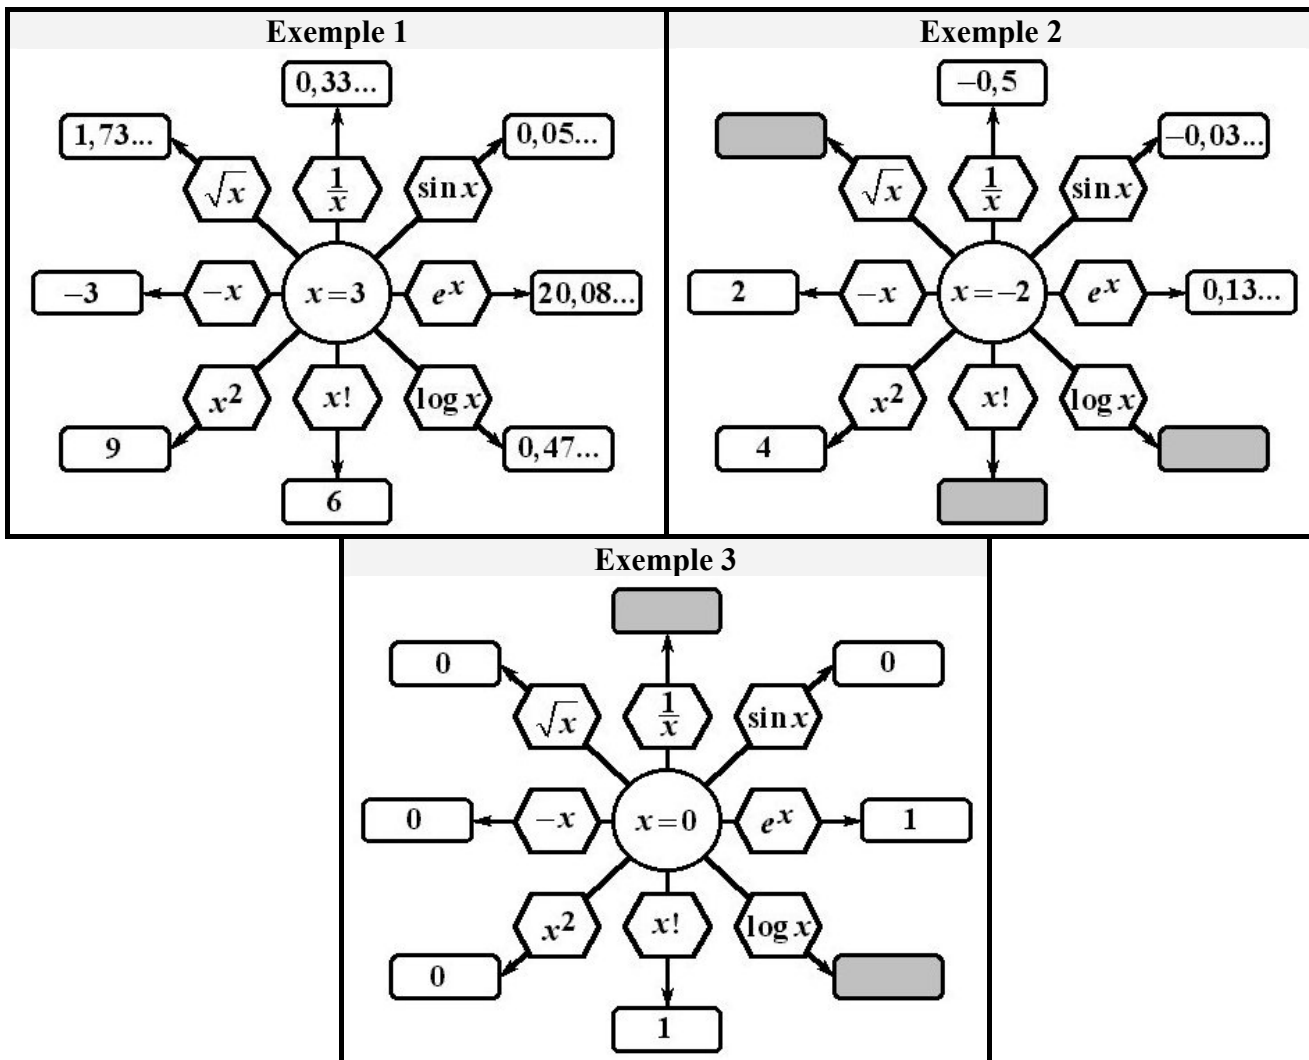 Exemple 1
0,33...
1,73...
0,05...
√x
1/x
sin x
-3
-x
x=3
e^x
20,08...
x^2
x!
log x
9
0,47...
6
Exemple 2
-0,5
-0,03...
√x
1/x
sin x
2
-x
x=-2
e^x
0,13...
x^2
x!
log x
4
Exemple 3
0
0
√x
1/x
sin x
0
-x
x=0
e^x
1
x^2
x!
log x
0
1